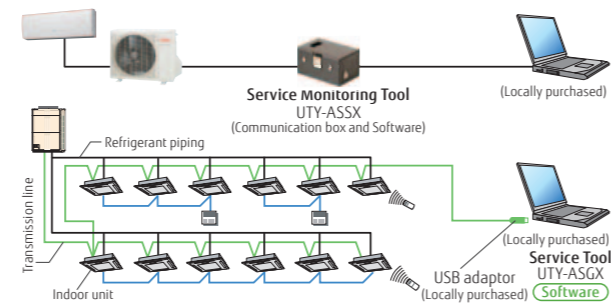 (Locally purchased)
Service Monitoring Tool
UTY-ASSX
(Communication box and Software)
Refrigerant piping
Transmission line
Indoor unit
USB adaptor
(Locally purchased)
(Locally purchased)
Service Tool
UTY-ASGX
Software